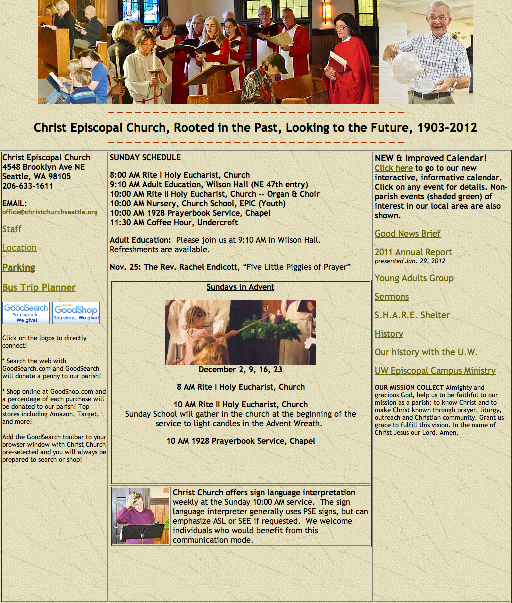 Christ Episcopal Church, Rooted in the Past, Looking to the Future, 1903-2012
Christ Episcopal Church
4548 Brooklyn Ave NE
Seattle, WA 98105
206-633-1611
EMAIL:
office@christchurchseattle.org
Staff
Location
Parking
Bus Trip Planner
GoodSearch
You search...
We give!
GoodShop
You shop...We give!
Click on the logos to directly
connect!
* Search the web with
GoodSearch.com and GoodSearch
will donate a penny to our parish!
* Shop online at GoodShop.com and
a percentage of each purchase will
be donated to our parish! Top
stores including Amazon, Target,
and more!
Add the GoodSearch toolbar to your
browser window with Christ Church
pre-selected and you will always be
prepared to search or shop!
SUNDAY SCHEDULE
8:00 AM Rite I Holy Eucharist, Church
9:10 AM Adult Education, Wilson Hall (NE 47th entry)
10:00 AM Rite II Holy Eucharist, Church -- Organ & Choir
10:00 AM Nursery, Church School, EPIC (Youth)
10:00 AM 1928 Prayerbook Service, Chapel
11:30 AM Coffee Hour, Undercroft
Adult Education: Please join us at 9:10 AM in Wilson Hall.
Refreshments are available.
Nov. 25: The Rev. Rachel Endicott, "Five Little Piggies of Prayer"
Sundays in Advent
December 2, 9, 16, 23
8 AM Rite I Holy Eucharist, Church
10 AM Rite II Holy Eucharist, Church
Sunday School will gather in the church at the beginning of the
service to light candles in the Advent Wreath.
10 AM 1928 Prayerbook Service, Chapel
Christ Church offers sign language interpretation
weekly at the Sunday 10:00 AM service. The sign
language interpreter generally uses PSE signs, but can
emphasize ASL or SEE if requested. We welcome
individuals who would benefit from this
communication mode.
NEW & Improved Calendar!
Click here to go to our new
interactive, informative calendar.
Click on any event for details. Non-
parish events (shaded green) of
interest in our local area are also
shown.
Good News Brief
2011 Annual Report
presented Jan. 29, 2012
Young Adults Group
Sermons
S.H.A.R.E. Shelter
History
Our history with the U.W.
UW Episcopal Campus Ministry
OUR MISSION COLLECT Almighty and
gracious God, help us to be faithful to our
mission as a parish: to know Christ and to
make Christ known through prayer, liturgy,
outreach and Christian community. Grant us
grace to fulfill this vision. In the name of
Christ Jesus our Lord. Amen.